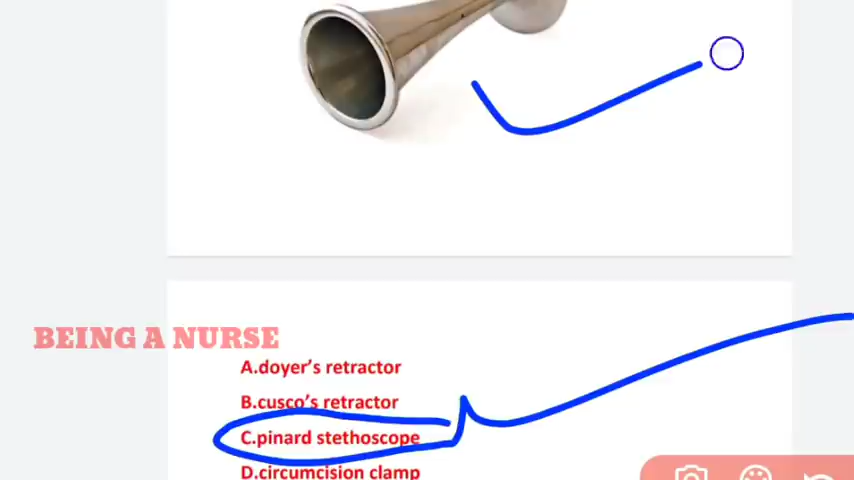 BEING A NURSE
A.doyer's retractor
B.cusco's retractor
C.pinard stethoscope
D.circumcision clamp